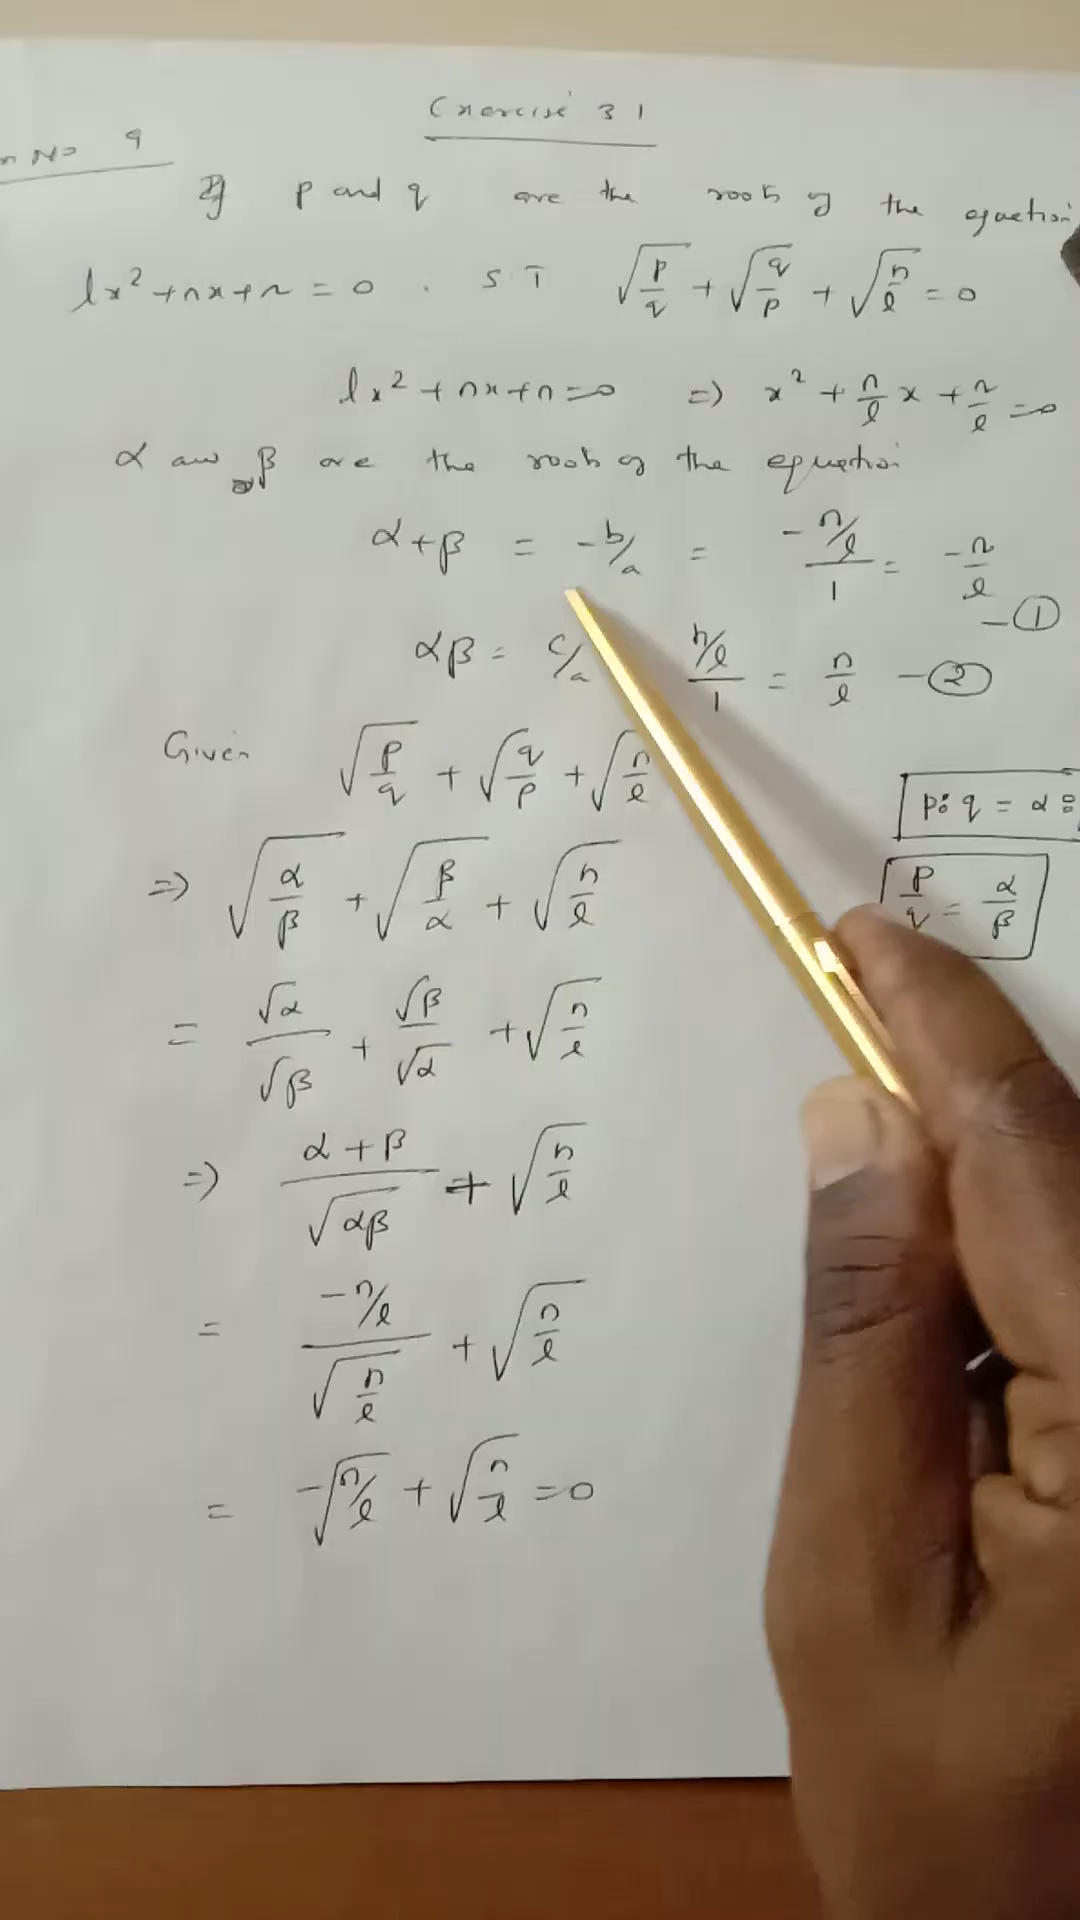 Exercise 3 1
n No 9
If p and q are the roots of the equation
lx² + nx + n = 0 . S.T √(p/q) + √(q/p) + √(n/l) = 0
lx² + nx + n = 0 => x² + n/l x + n/l = 0
α and β are the roots of the equation
α + β = -b/a = (-n/l)/1 = -n/l - ①
αβ = c/a (n/l)/1 = n/l - ②
Given √(p/q) + √(q/p) + √(n/l)
p : q = α :
=> √(α/β) + √(β/α) + √(n/l)
p/q = α/β
= √α/√β + √β/√α + √(n/l)
=> (α + β)/√(αβ) + √(n/l)
= (-n/l)/√(n/l) + √(n/l)
= -√(n/l) + √(n/l) = 0